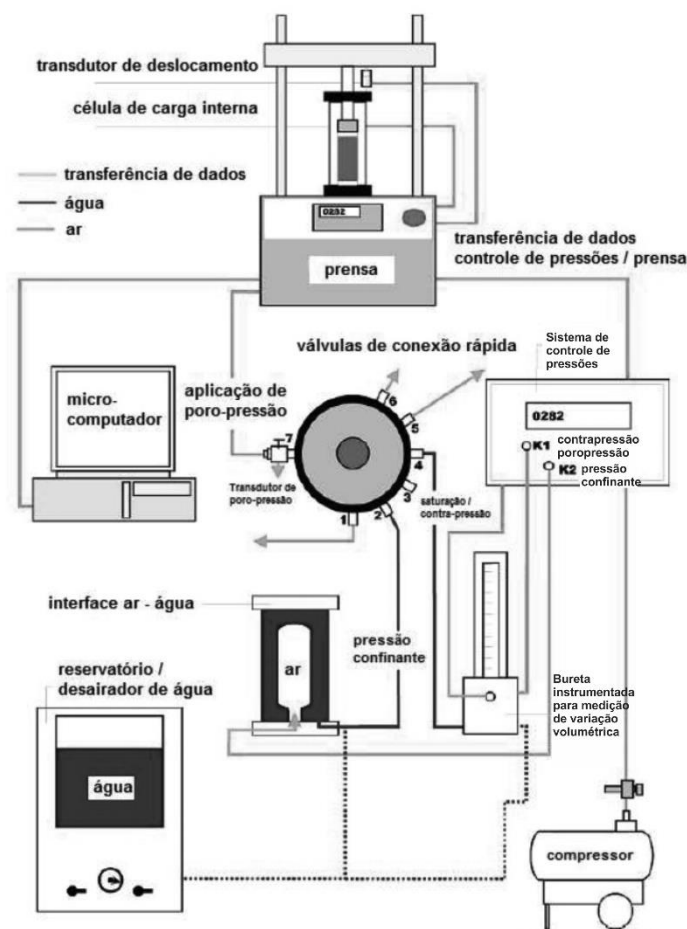 transdutor de deslocamento
célula de carga interna
transferência de dados
água
ar
0282
prensa
transferência de dados
controle de pressões / prensa
válvulas de conexão rápida
Sistema de
controle de
pressões
micro-
computador
aplicação de
poro-pressão
0282
K1 contrapressão
poropressão
K2 pressão
confinante
6
5
7
4
3
2
1
Transdutor de
poro-pressão
saturação /
contra-pressão
interface ar - água
ar
pressão
confinante
reservatório /
desairador de água
água
Bureta
instrumentada
para medição
de variação
volumétrica
compressor